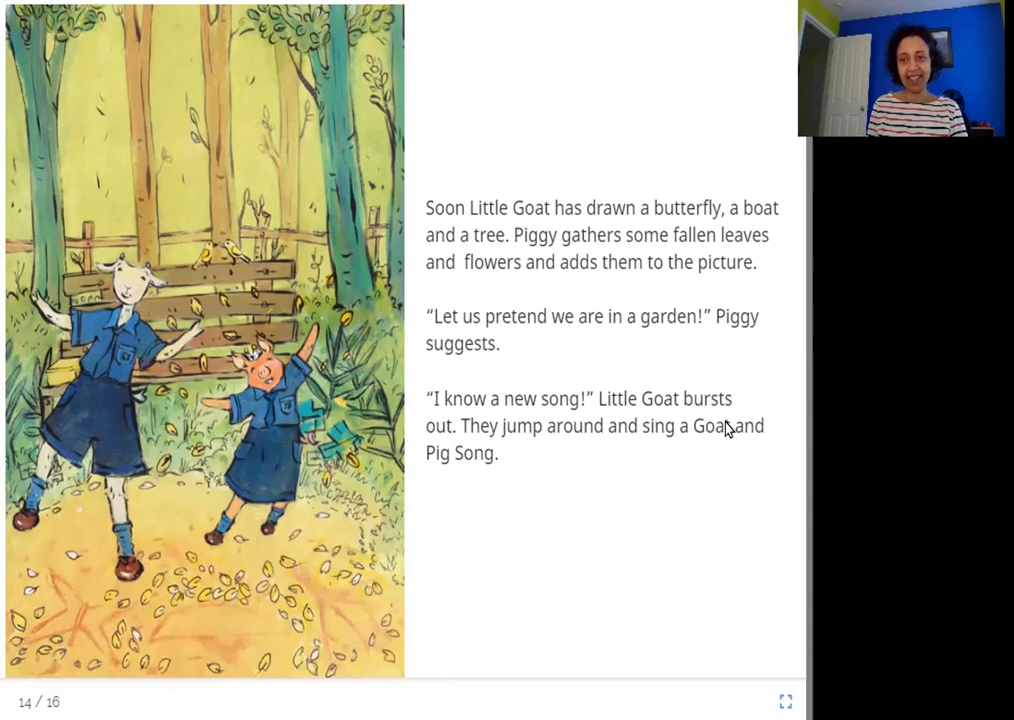 Soon Little Goat has drawn a butterfly, a boat
and a tree. Piggy gathers some fallen leaves
and flowers and adds them to the picture.
“Let us pretend we are in a garden!” Piggy
suggests.
“I know a new song!” Little Goat bursts
out. They jump around and sing a Goat and
Pig Song.
14 / 16